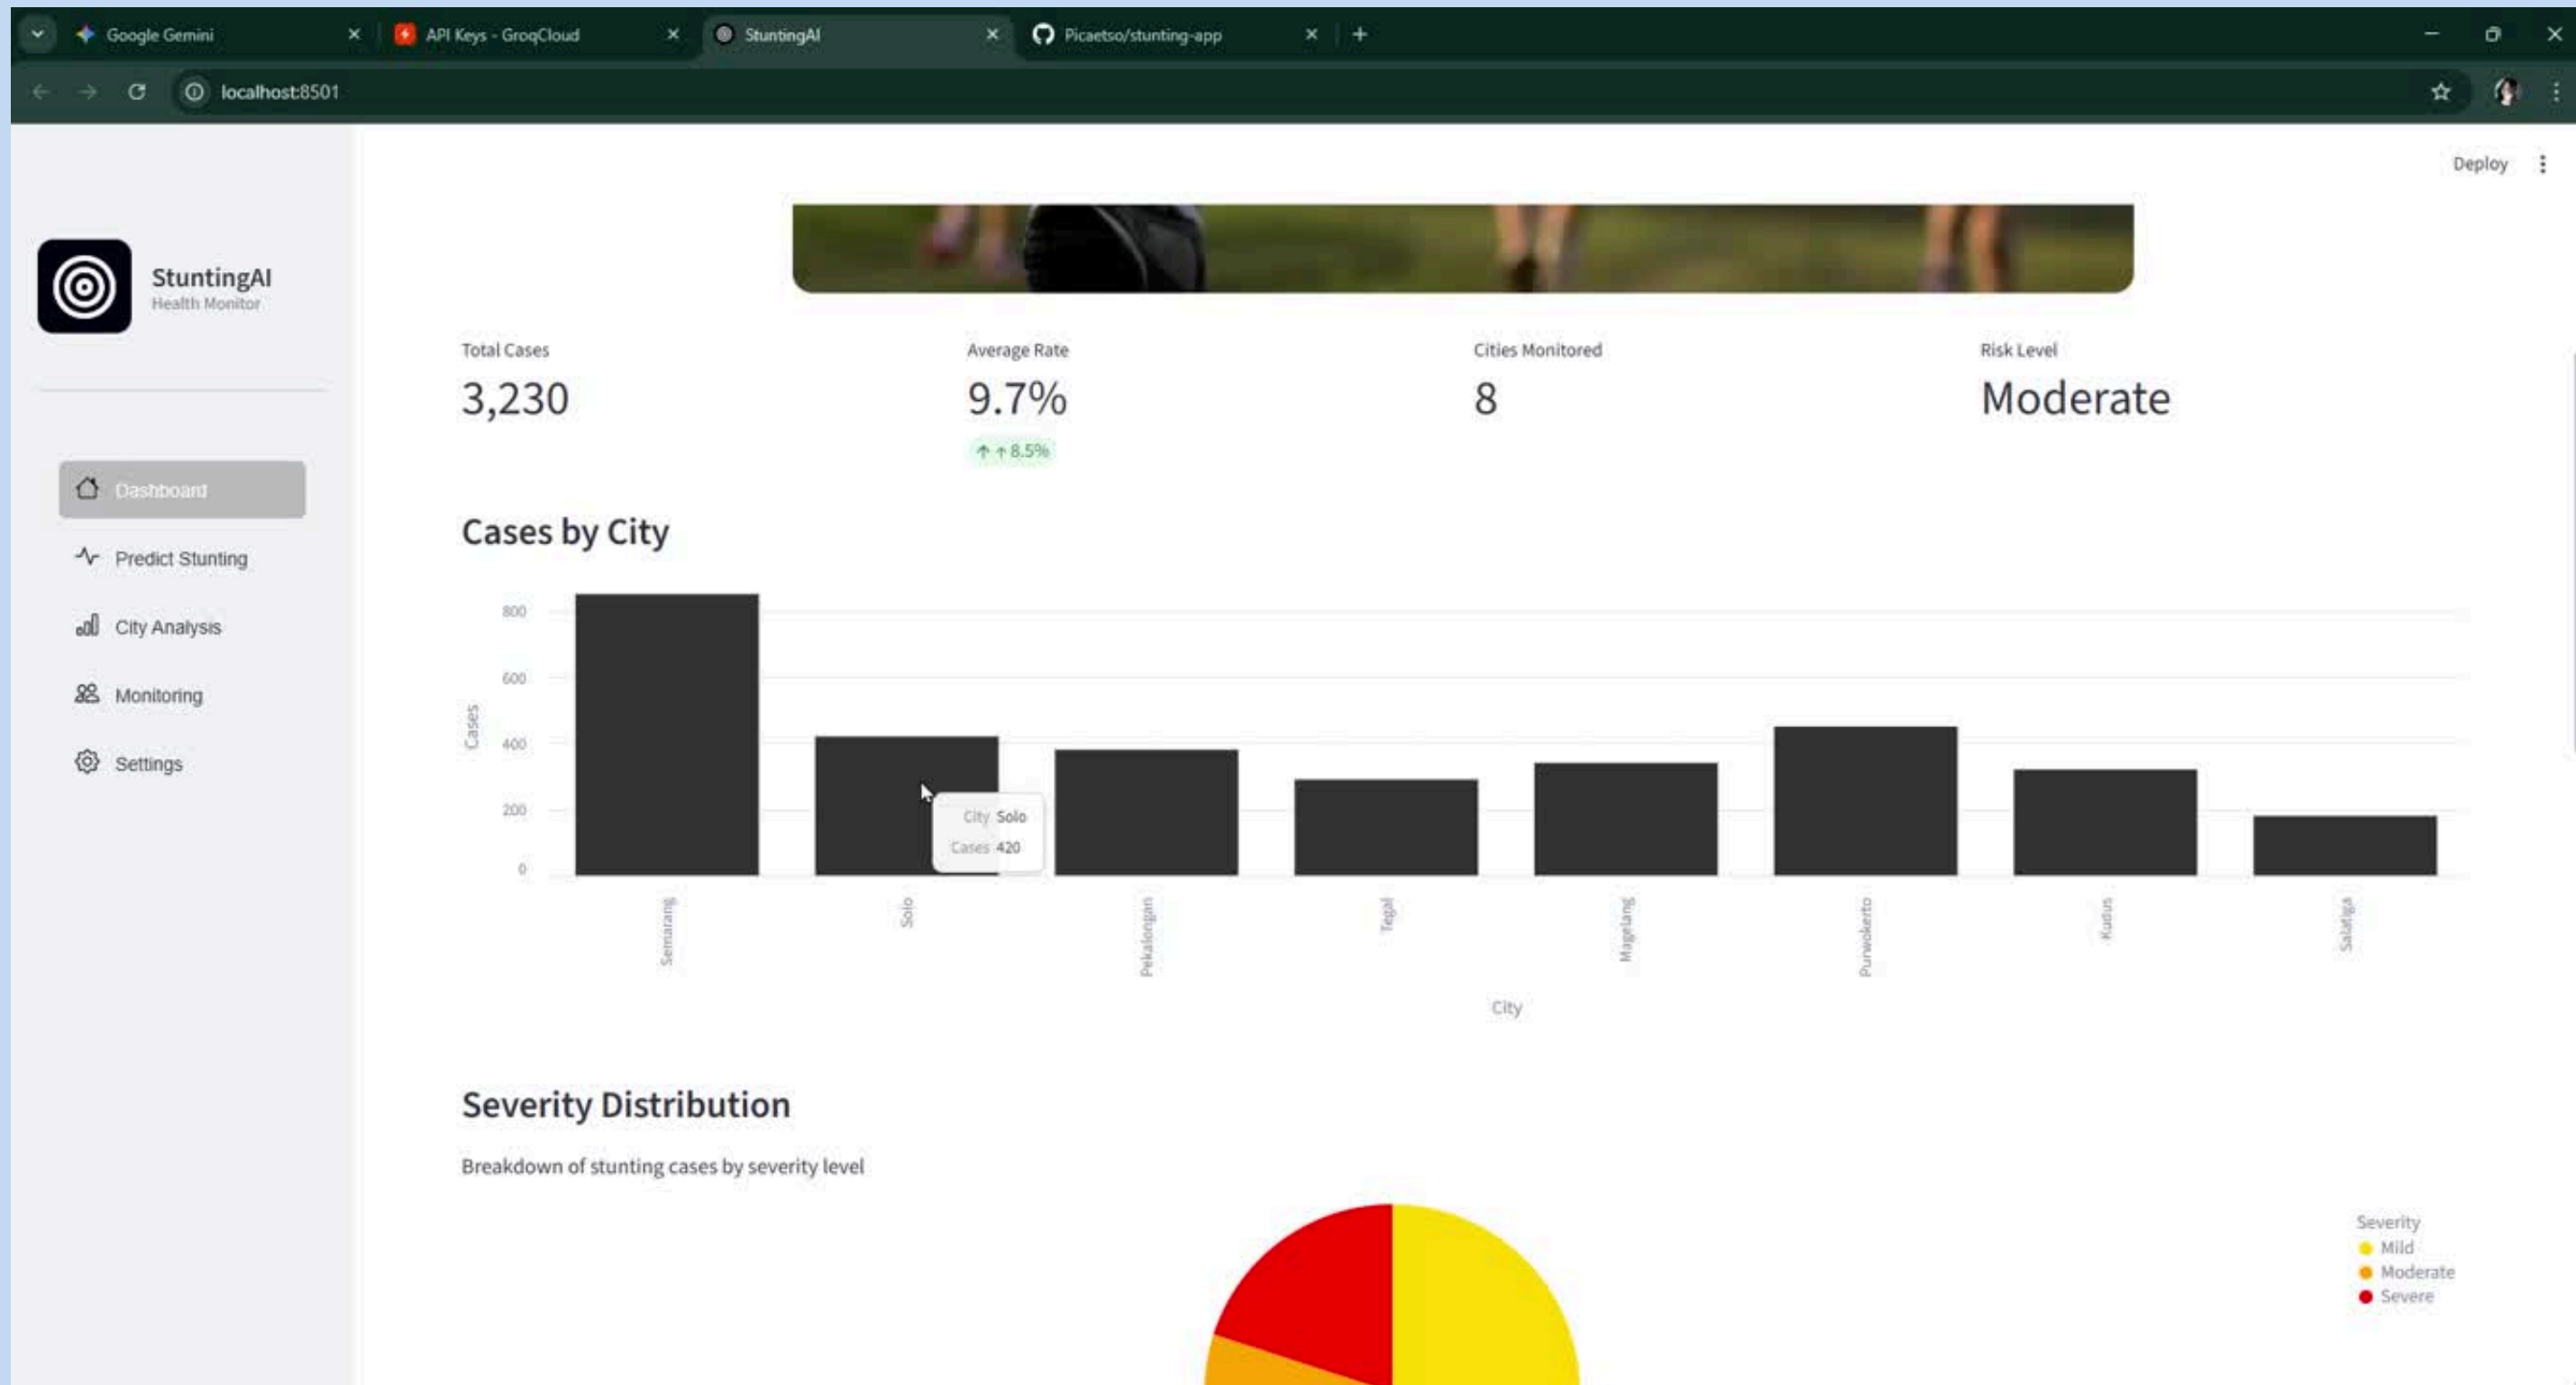 Google Gemini
API Keys - GroqCloud
StuntingAI
Picaetso/stunting-app
localhost:8501
Deploy
StuntingAI
Health Monitor
Dashboard
Predict Stunting
City Analysis
Monitoring
Settings
Total Cases
3,230
Average Rate
9.7%
↑ ↑ 8.5%
Cities Monitored
8
Risk Level
Moderate
Cases by City
Cases
800
600
400
200
0
City Solo
Cases 420
Semarang
Solo
Pekalongan
Tegal
Magelang
Purwokerto
Kudus
Salatiga
City
Severity Distribution
Breakdown of stunting cases by severity level
Severity
Mild
Moderate
Severe